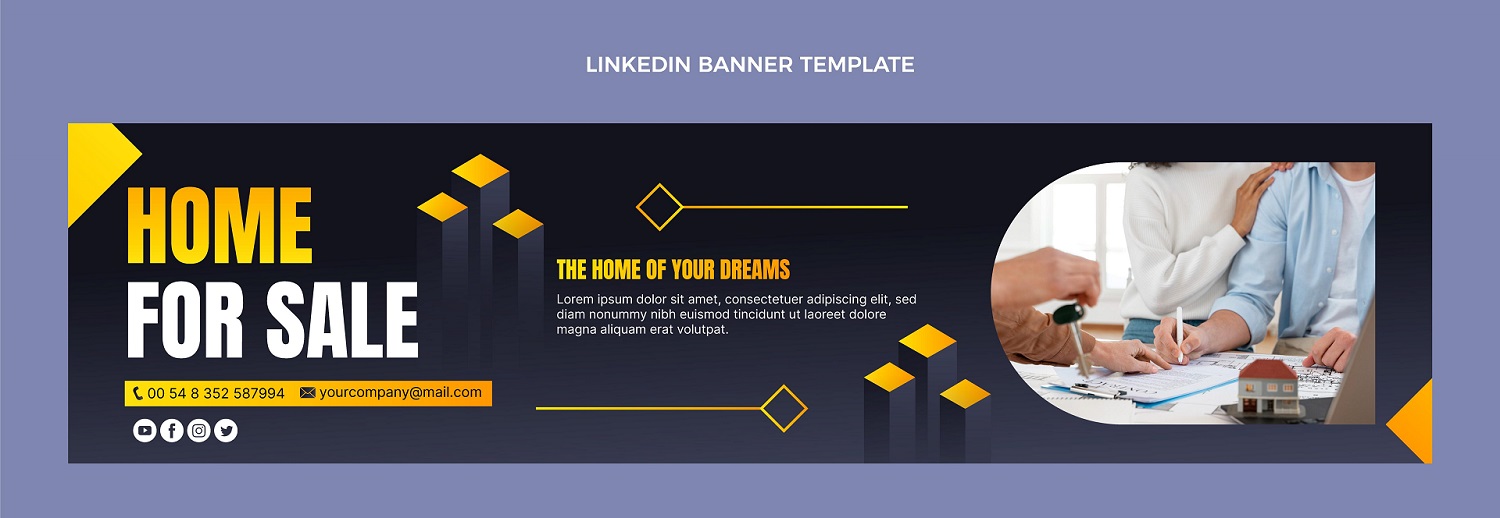 LINKEDIN BANNER TEMPLATE
HOME
FOR SALE
00 54 8 352 587994 yourcompany@mail.com
THE HOME OF YOUR DREAMS
Lorem ipsum dolor sit amet, consectetuer adipiscing elit, sed
diam nonummy nibh euismod tincidunt ut laoreet dolore
magna aliquam erat volutpat.